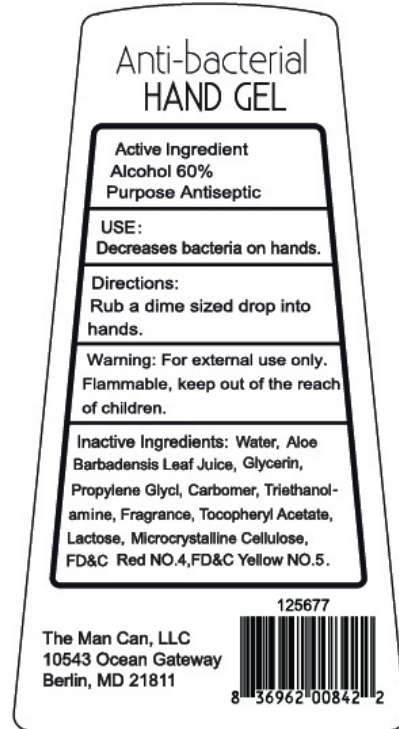 Anti-bacterial
HAND GEL
Active Ingredient
Alcohol 60%
Purpose Antiseptic
USE:
Decreases bacteria on hands.
Directions:
Rub a dime sized drop into
hands.
Warning: For external use only.
Flammable, keep out of the reach
of children.
Inactive Ingredients: Water, Aloe
Barbadensis Leaf Juice, Glycerin,
Propylene Glycl, Carbomer, Triethanol-
amine, Fragrance, Tocopheryl Acetate,
Lactose, Microcrystalline Cellulose,
FD&C Red NO.4,FD&C Yellow NO.5.
125677
The Man Can, LLC
10543 Ocean Gateway
Berlin, MD 21811
8 36962 00842 2